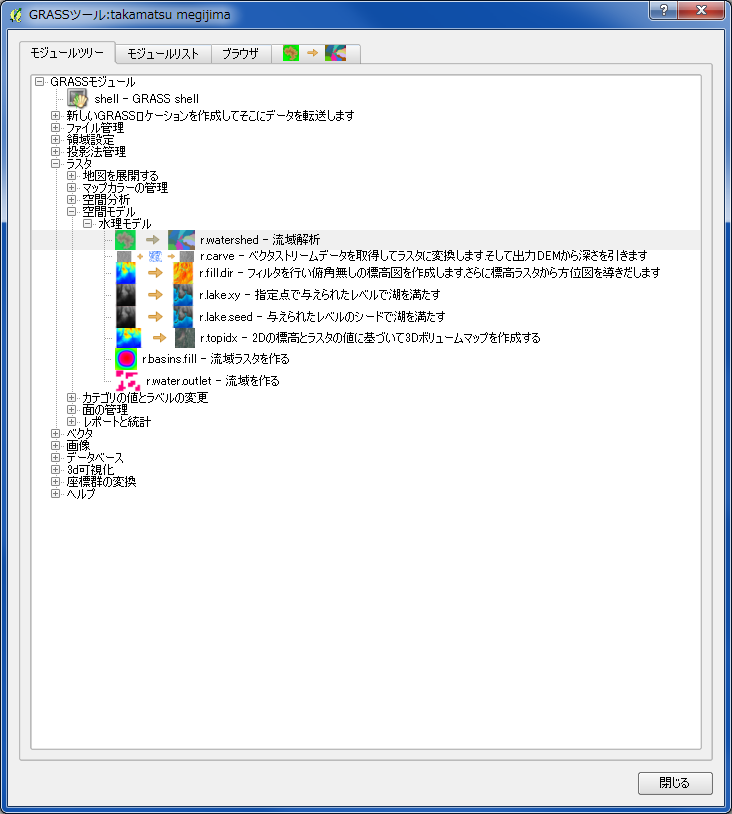 GRASSツール:takamatsu megijima
モジュールツリー モジュールリスト ブラウザ
GRASSモジュール
shell - GRASS shell
新しいGRASSロケーションを作成してそこにデータを転送します
ファイル管理
領域設定
投影法管理
ラスタ
地図を展開する
マップカラーの管理
空間分析
空間モデル
水理モデル
r.watershed - 流域解析
r.carve - ベクタストリームデータを取得してラスタに変換します.そして出力DEMから深さを引きます
r.fill.dir - フィルタを行い俯角無しの標高図を作成します.さらに標高ラスタから方位図を導きだします
r.lake.xy - 指定点で与えられたレベルで湖を満たす
r.lake.seed - 与えられたレベルのシードで湖を満たす
r.topidx - 2Dの標高とラスタの値に基づいて3Dボリュームマップを作成する
r.basins.fill - 流域ラスタを作る
r.water.outlet - 流域を作る
カテゴリの値とラベルの変更
面の管理
レポートと統計
ベクタ
画像
データベース
3d可視化
座標群の変換
ヘルプ
閉じる